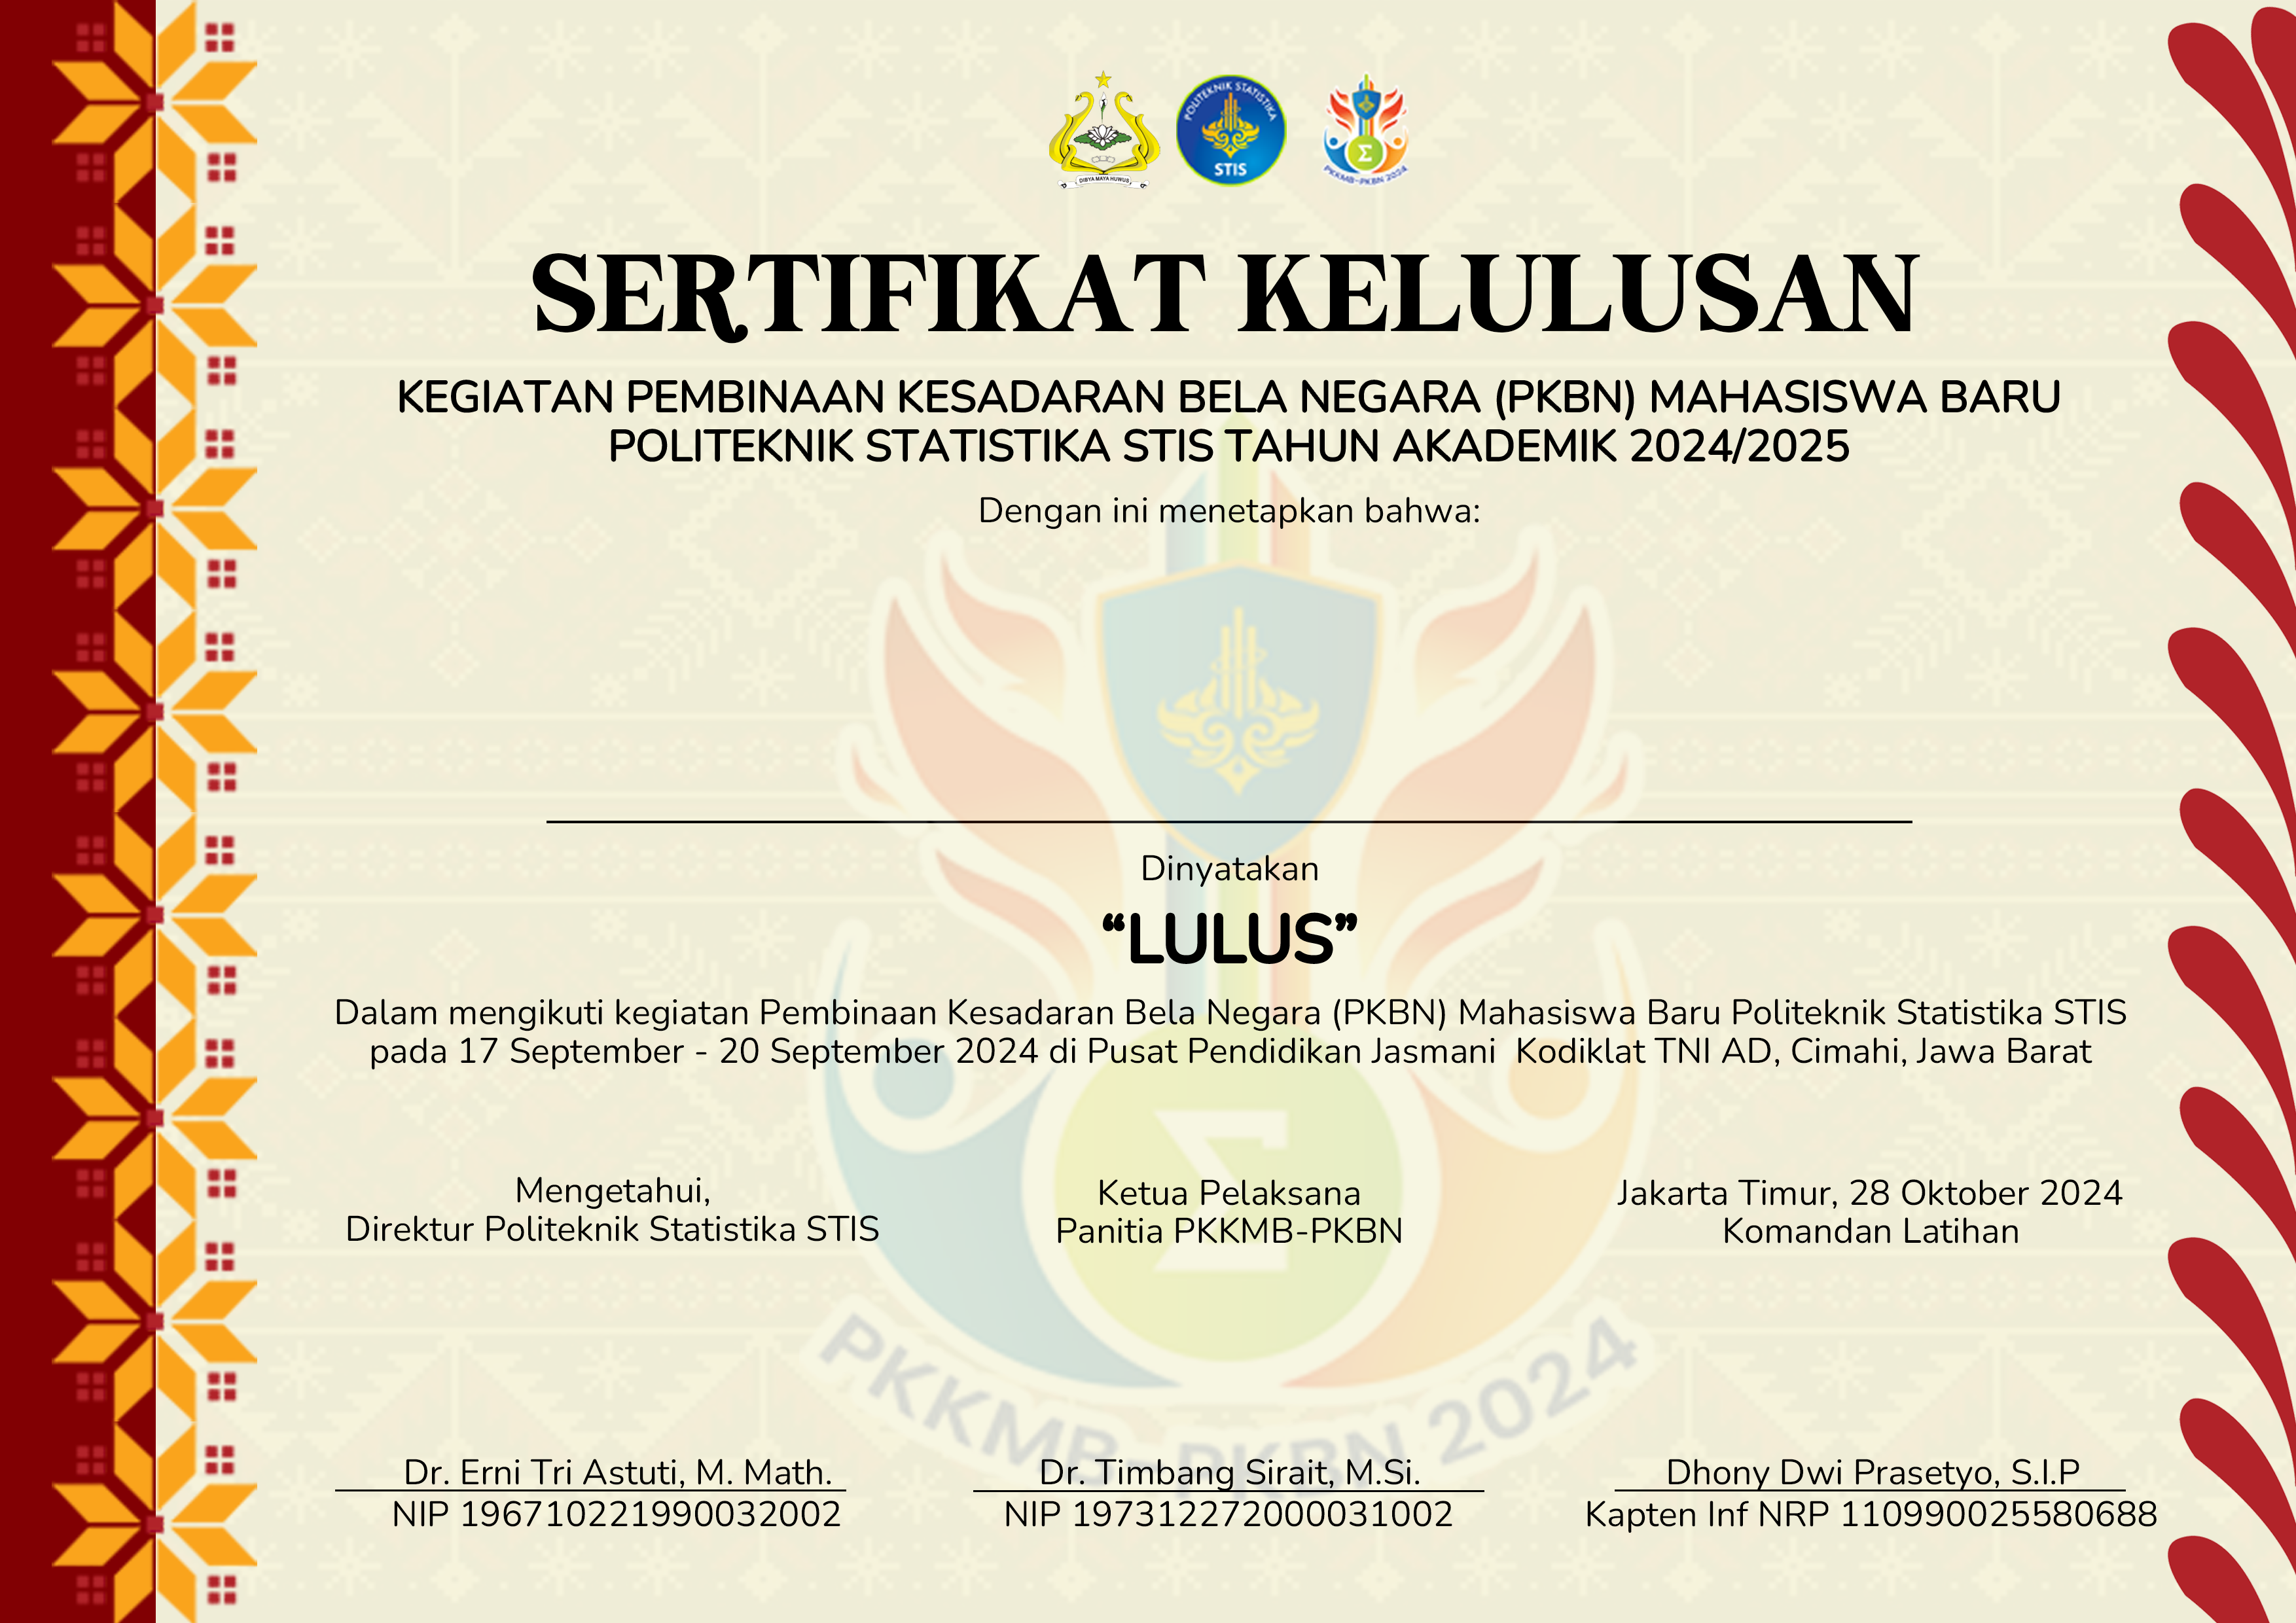 DIBYA MAYA HUWUS
POLITEKNIK STATISTIKA
STIS
PKKMB-PKBN 2024
SERTIFIKAT KELULUSAN
KEGIATAN PEMBINAAN KESADARAN BELA NEGARA (PKBN) MAHASISWA BARU
POLITEKNIK STATISTIKA STIS TAHUN AKADEMIK 2024/2025
Dengan ini menetapkan bahwa:
Dinyatakan
“LULUS”
Dalam mengikuti kegiatan Pembinaan Kesadaran Bela Negara (PKBN) Mahasiswa Baru Politeknik Statistika STIS
pada 17 September - 20 September 2024 di Pusat Pendidikan Jasmani  Kodiklat TNI AD, Cimahi, Jawa Barat
Mengetahui,
Direktur Politeknik Statistika STIS
Ketua Pelaksana
Panitia PKKMB-PKBN
Jakarta Timur, 28 Oktober 2024
Komandan Latihan
Σ
PKKMB-PKBN 2024
Dr. Erni Tri Astuti, M. Math.
NIP 196710221990032002
Dr. Timbang Sirait, M.Si.
NIP 197312272000031002
Dhony Dwi Prasetyo, S.I.P
Kapten Inf NRP 110990025580688